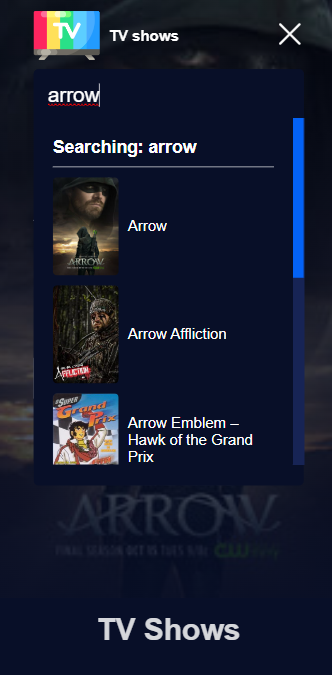 TV
TV shows
arrow
Searching: arrow
ARROW
Arrow
AFFLICTION
Arrow Affliction
SUPER
Grand
Prix
Arrow Emblem –
Hawk of the Grand
Prix
ARROW
FINAL SEASON OCT 15 TUES 9/8c CW
TV Shows